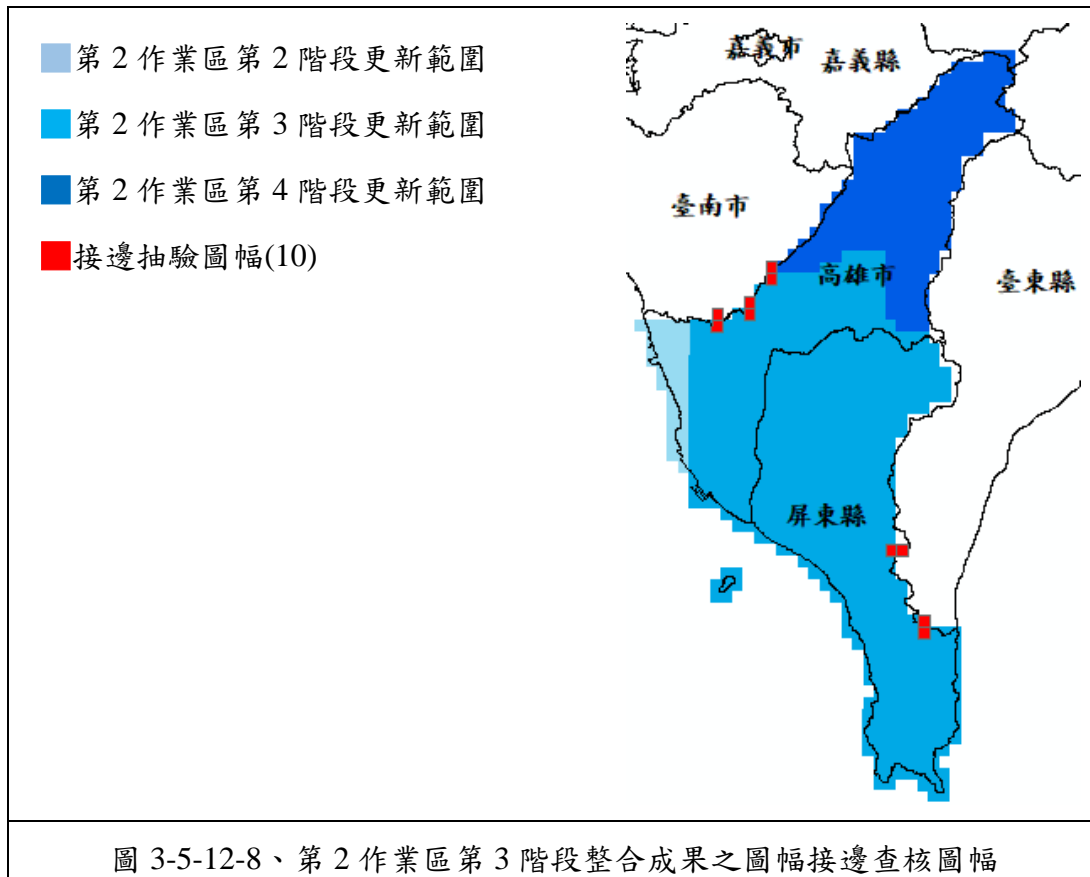 第 2 作業區第 2 階段更新範圍
第 2 作業區第 3 階段更新範圍
第 2 作業區第 4 階段更新範圍
接邊抽驗圖幅(10)
嘉義市
嘉義縣
臺南市
高雄市
臺東縣
屏東縣
圖 3-5-12-8、第 2 作業區第 3 階段整合成果之圖幅接邊查核圖幅